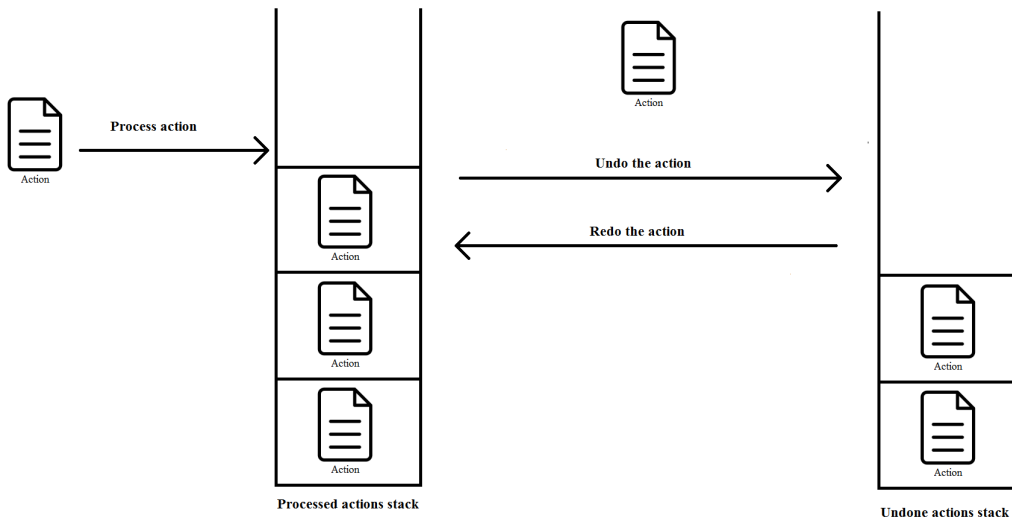 Action
Process action
Action
Action
Action
Processed actions stack
Action
Undo the action
Redo the action
Action
Action
Undone actions stack